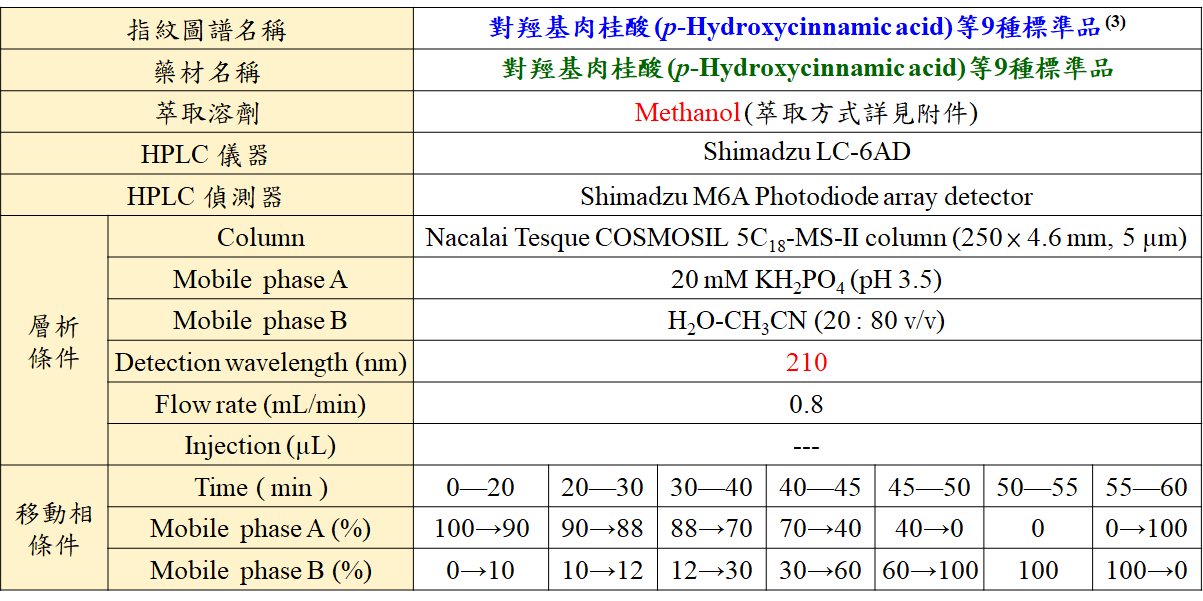 指紋圖譜名稱 對羥基肉桂酸(p-Hydroxycinnamic acid)等9種標準品(3)
藥材名稱 對羥基肉桂酸(p-Hydroxycinnamic acid)等9種標準品
萃取溶劑 Methanol(萃取方式詳見附件)
HPLC 儀器 Shimadzu LC-6AD
HPLC 偵測器 Shimadzu M6A Photodiode array detector
層析條件
Column Nacalai Tesque COSMOSIL 5C18-MS-II column (250 × 4.6 mm, 5 μm)
Mobile phase A 20 mM KH2PO4 (pH 3.5)
Mobile phase B H2O-CH3CN (20 : 80 v/v)
Detection wavelength (nm) 210
Flow rate (mL/min) 0.8
Injection (μL) ---
移動相條件
Time ( min ) 0—20 20—30 30—40 40—45 45—50 50—55 55—60
Mobile phase A (%) 100→90 90→88 88→70 70→40 40→0 0 0→100
Mobile phase B (%) 0→10 10→12 12→30 30→60 60→100 100 100→0